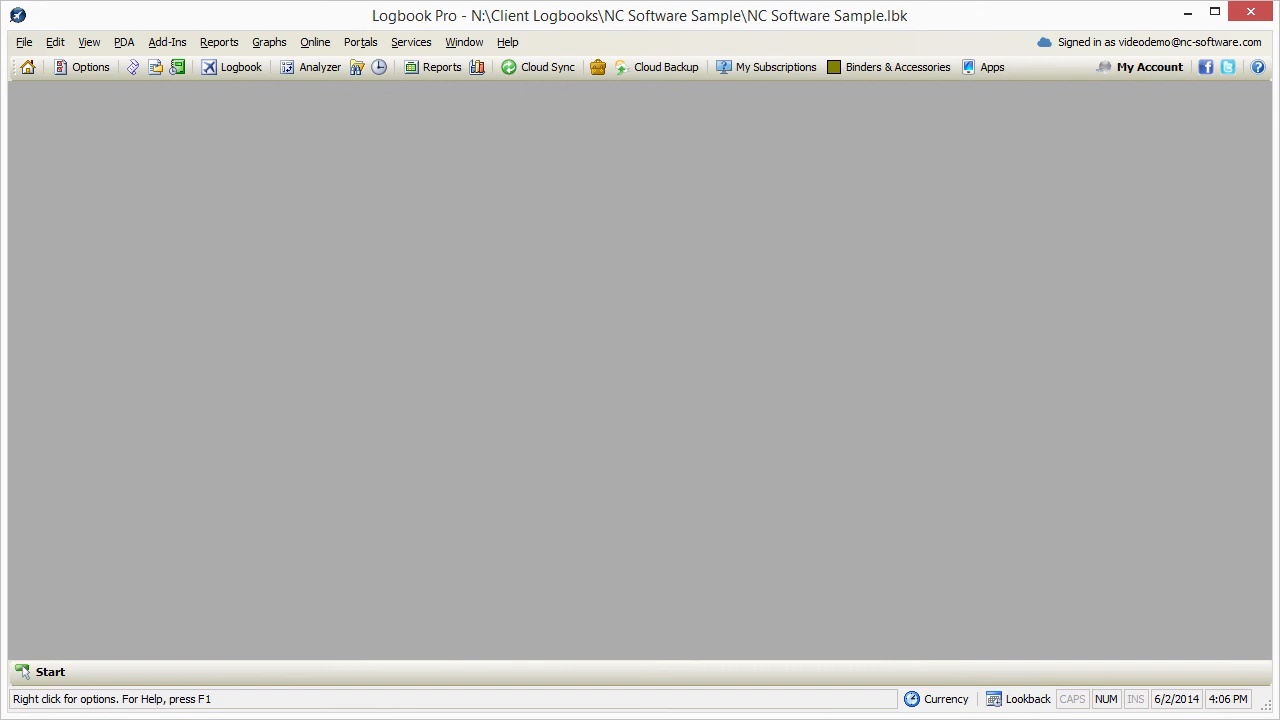 Logbook Pro - N:\Client Logbooks\NC Software Sample\NC Software Sample.lbk
File Edit View PDA Add-Ins Reports Graphs Online Portals Services Window Help Signed in as videodemo@nc-software.com
Options Logbook Analyzer Reports Cloud Sync Cloud Backup My Subscriptions Binders & Accessories Apps My Account
Start
Right click for options. For Help, press F1 Currency Lookback CAPS NUM INS 6/2/2014 4:06 PM